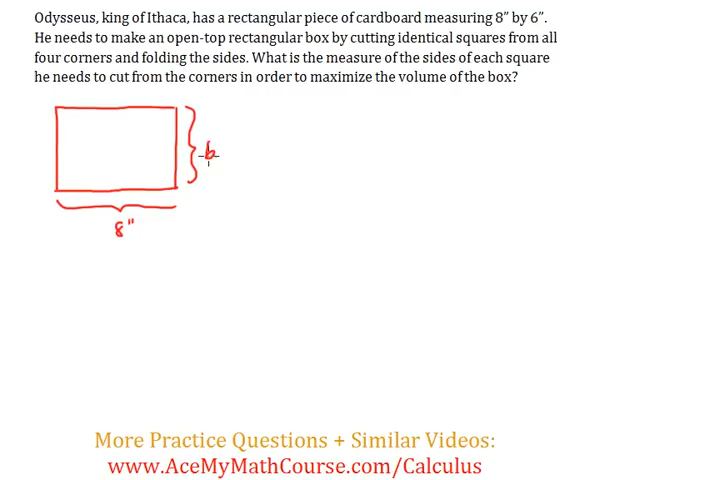 Odysseus, king of Ithaca, has a rectangular piece of cardboard measuring 8” by 6”.
He needs to make an open-top rectangular box by cutting identical squares from all
four corners and folding the sides. What is the measure of the sides of each square
he needs to cut from the corners in order to maximize the volume of the box?
6
8"
More Practice Questions + Similar Videos:
www.AceMyMathCourse.com/Calculus